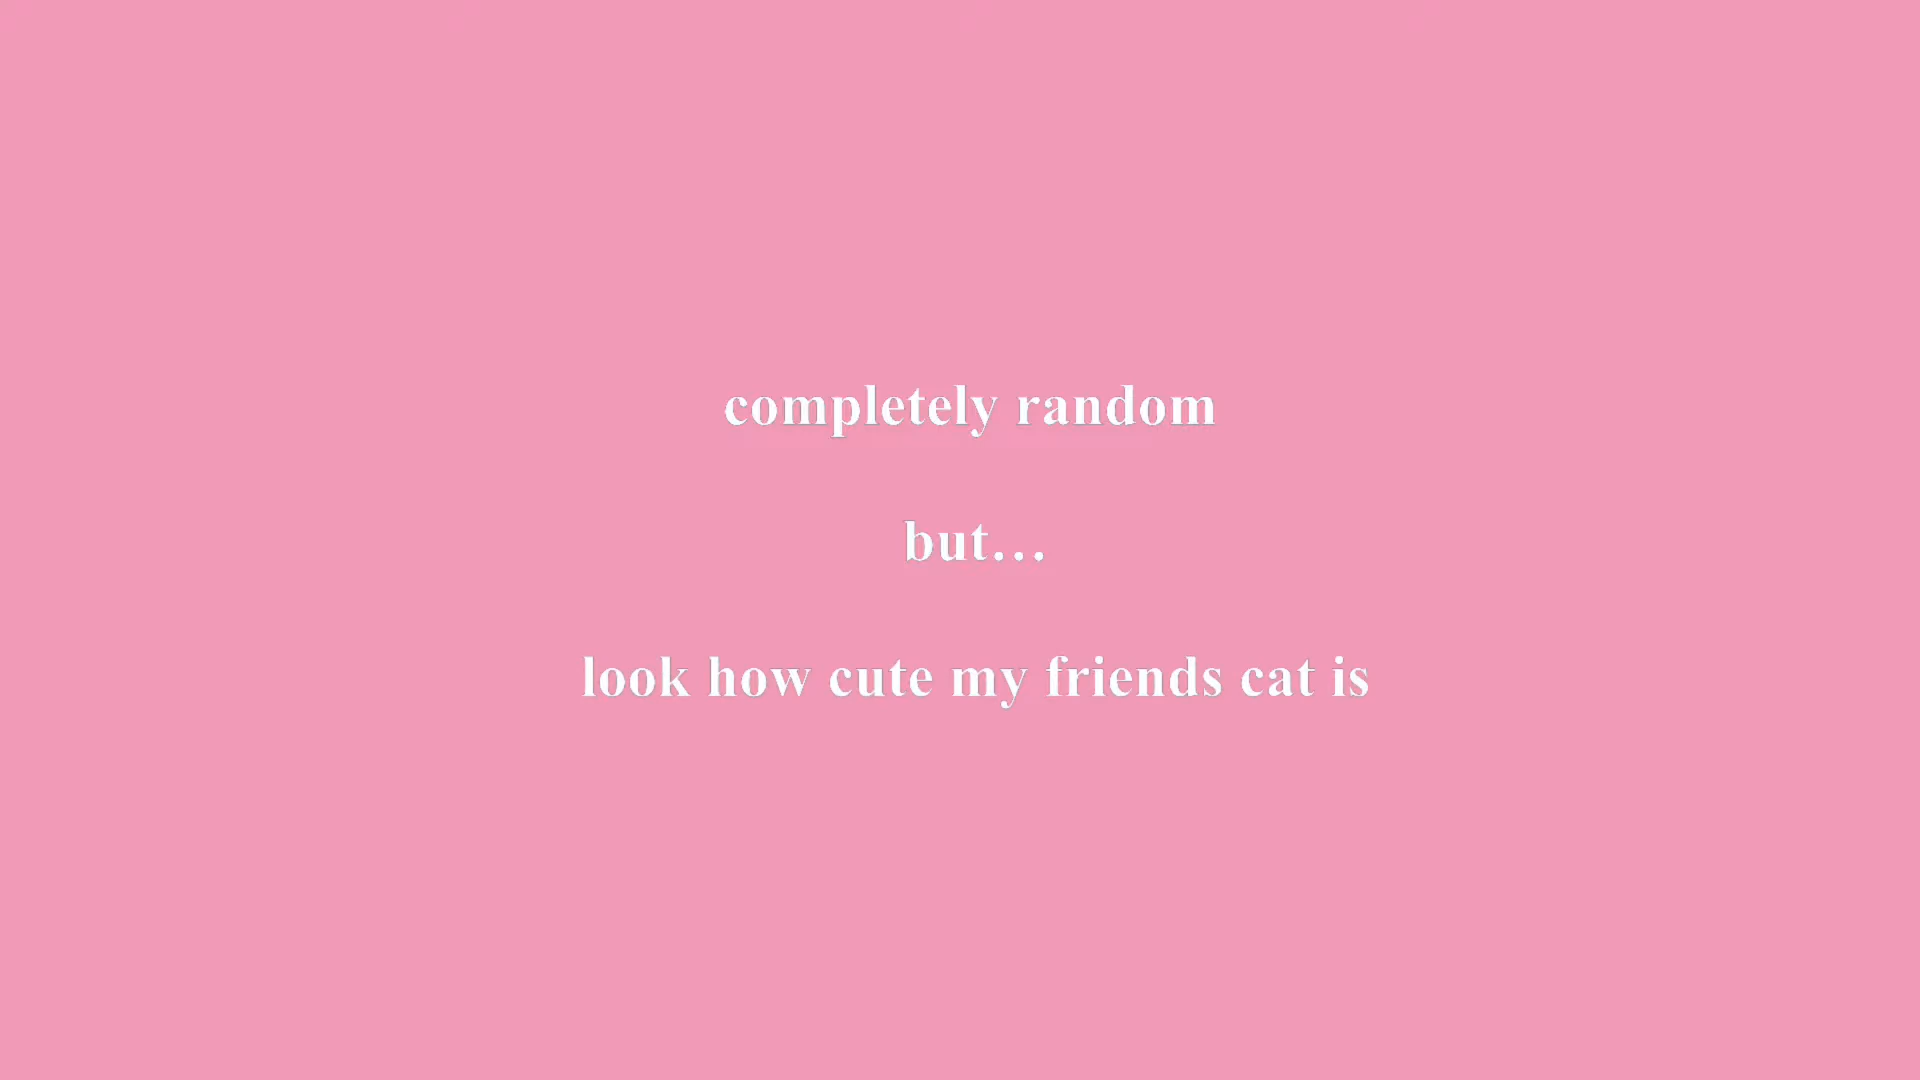 completely random
but…
look how cute my friends cat is